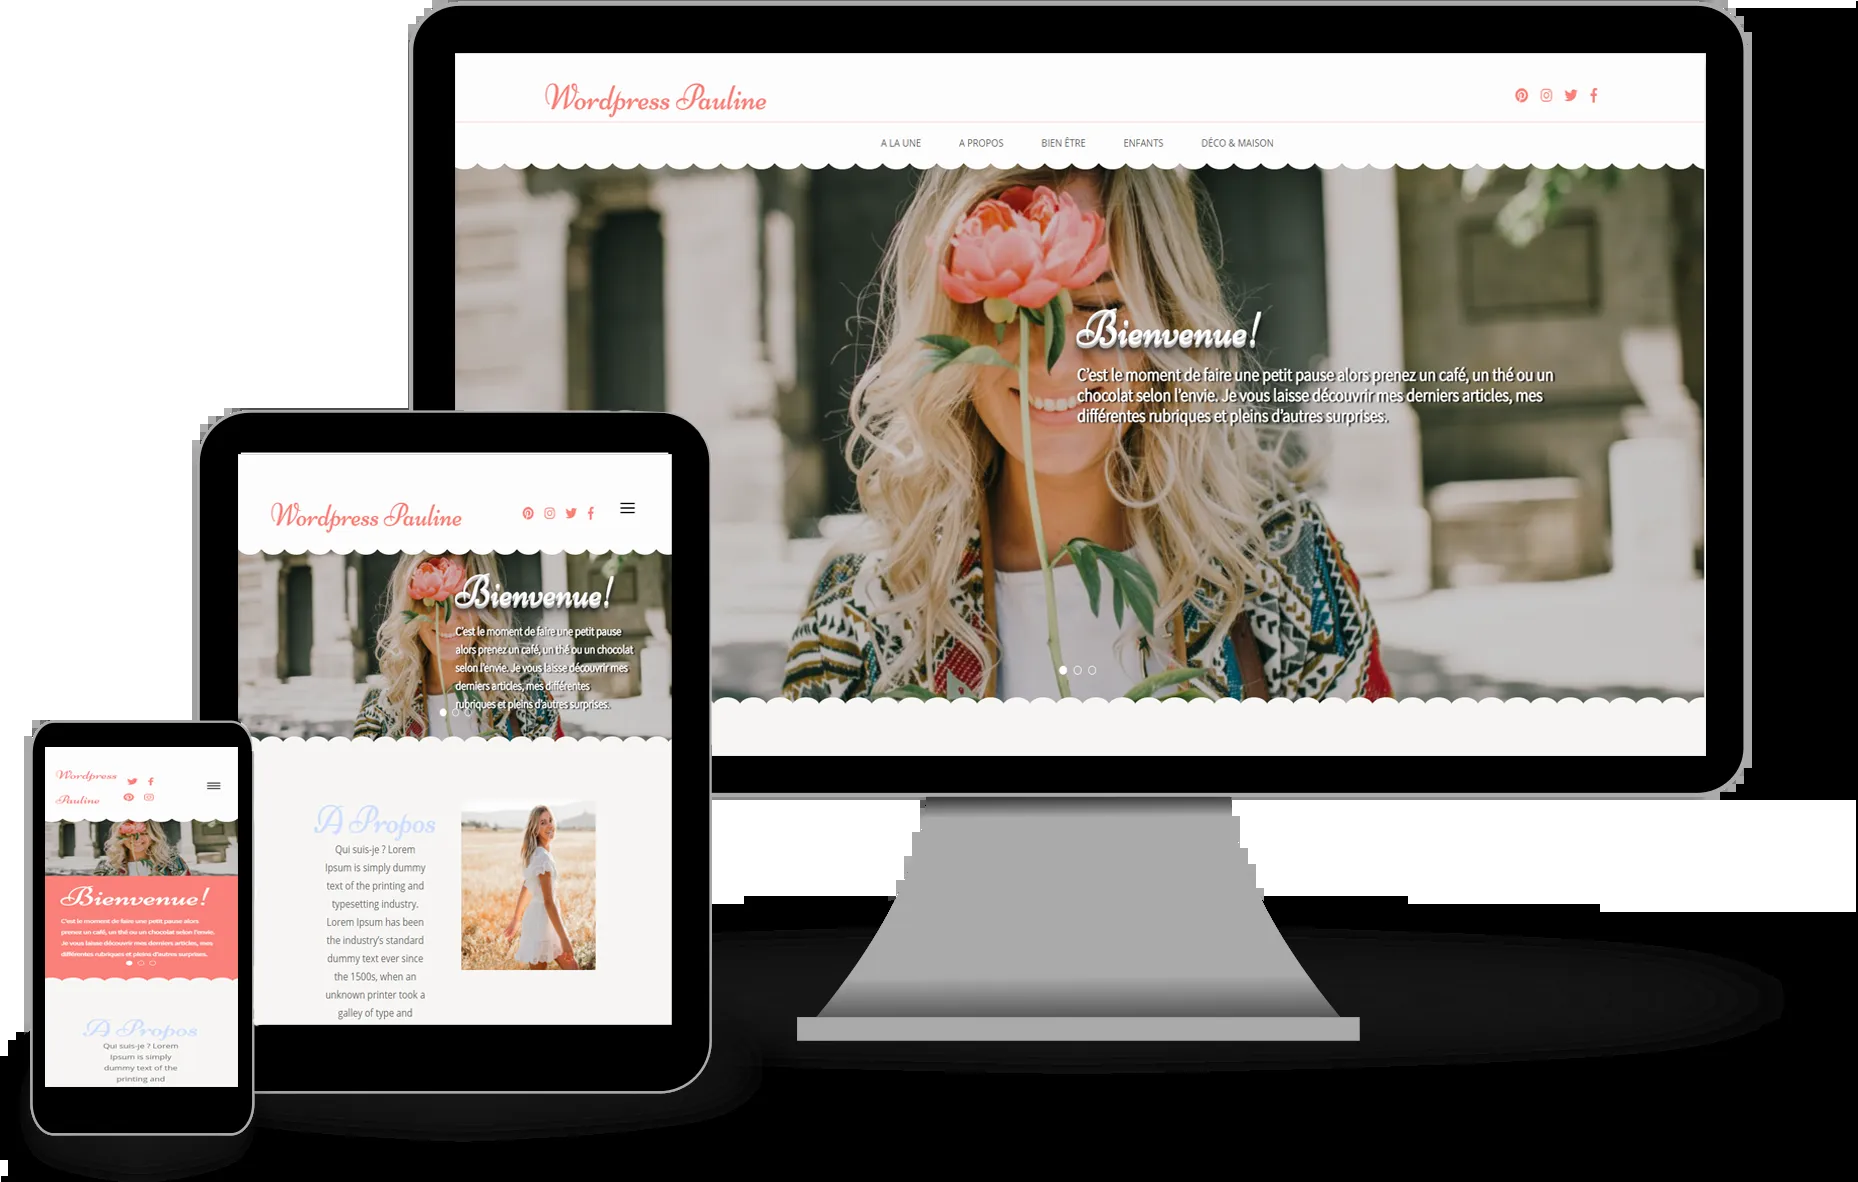 Wordpress Pauline
A LA UNE A PROPOS BIEN ÊTRE ENFANTS DÉCO & MAISON
Bienvenue!
C'est le moment de faire une petit pause alors prenez un café, un thé ou un
chocolat selon l'envie. Je vous laisse découvrir mes derniers articles, mes
différentes rubriques et pleins d'autres surprises.
Wordpress Pauline
Bienvenue!
C'est le moment de faire une petit pause
alors prenez un café, un thé ou un chocolat
selon l'envie. Je vous laisse découvrir mes
derniers articles, mes différentes
rubriques et pleins d'autres surprises.
A Propos
Qui suis-je ? Lorem
Ipsum is simply dummy
text of the printing and
typesetting industry.
Lorem Ipsum has been
the industry's standard
dummy text ever since
the 1500s, when an
unknown printer took a
galley of type and
Wordpress
Pauline
Bienvenue!
C'est le moment de faire une petit pause alors
prenez un café, un thé ou un chocolat selon l'envie.
Je vous laisse découvrir mes derniers articles, mes
différentes rubriques et pleins d'autres surprises.
A Propos
Qui suis-je ? Lorem
Ipsum is simply
dummy text of the
printing and